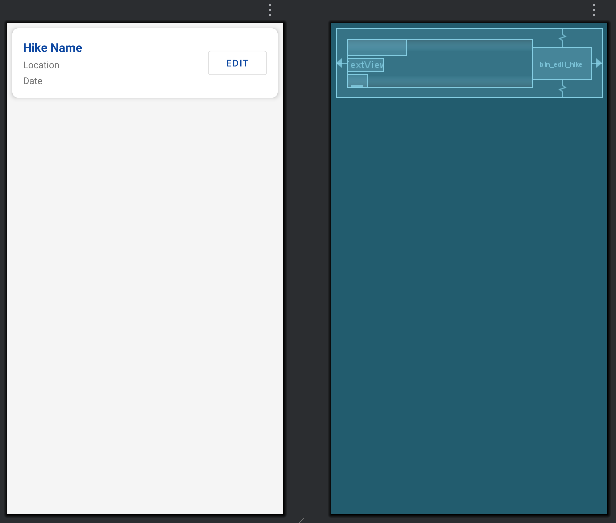 Hike Name
Location
Date
EDIT
extView
btn_edit_hike